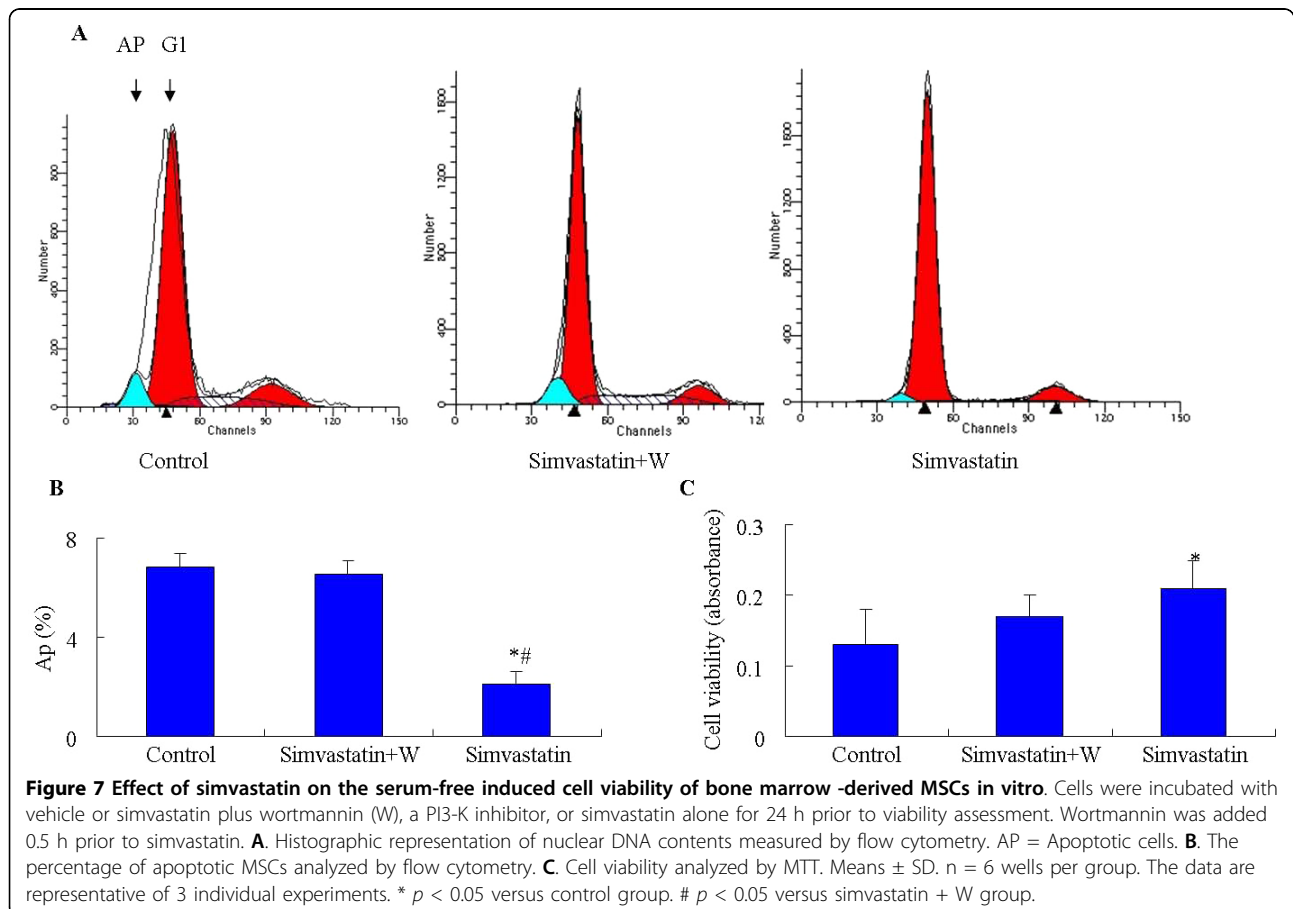 A
AP G1
Number
800
600
400
200
0
0 30 60 90 120 150
Channels
Control
Number
1600
1200
800
400
0
0 30 60 90
Channels
Simvastatin+W
Number
1600
1200
800
400
0
0 30 60 90 120 150
Channels
Simvastatin
B
Ap (%)
8
4
0
*#
Control Simvastatin+W Simvastatin
C
Cell viability (absorbance)
0.3
0.2
0.1
0
*
Control Simvastatin+W Simvastatin
Figure 7 Effect of simvastatin on the serum-free induced cell viability of bone marrow -derived MSCs in vitro. Cells were incubated with
vehicle or simvastatin plus wortmannin (W), a PI3-K inhibitor, or simvastatin alone for 24 h prior to viability assessment. Wortmannin was added
0.5 h prior to simvastatin. A. Histographic representation of nuclear DNA contents measured by flow cytometry. AP = Apoptotic cells. B. The
percentage of apoptotic MSCs analyzed by flow cytometry. C. Cell viability analyzed by MTT. Means ± SD. n = 6 wells per group. The data are
representative of 3 individual experiments. * p < 0.05 versus control group. # p < 0.05 versus simvastatin + W group.